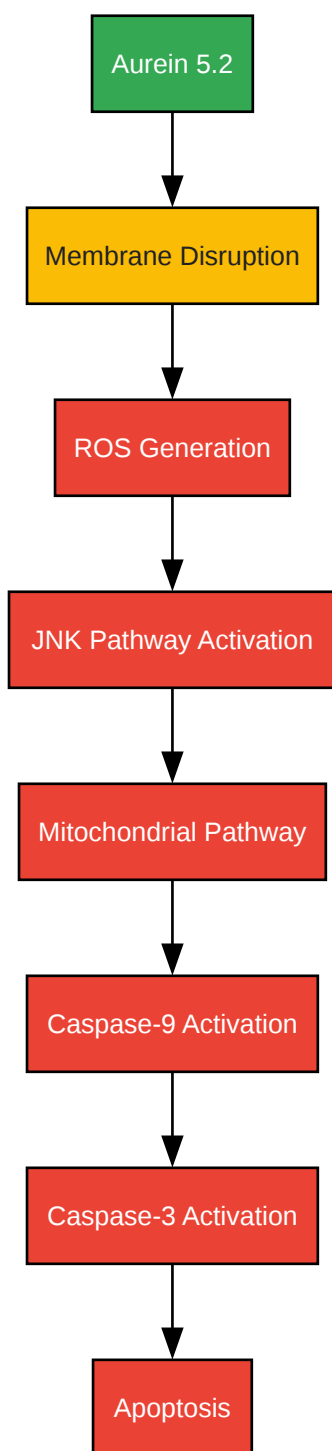 Aurein 5.2
Membrane Disruption
ROS Generation
JNK Pathway Activation
Mitochondrial Pathway
Caspase-9 Activation
Caspase-3 Activation
Apoptosis